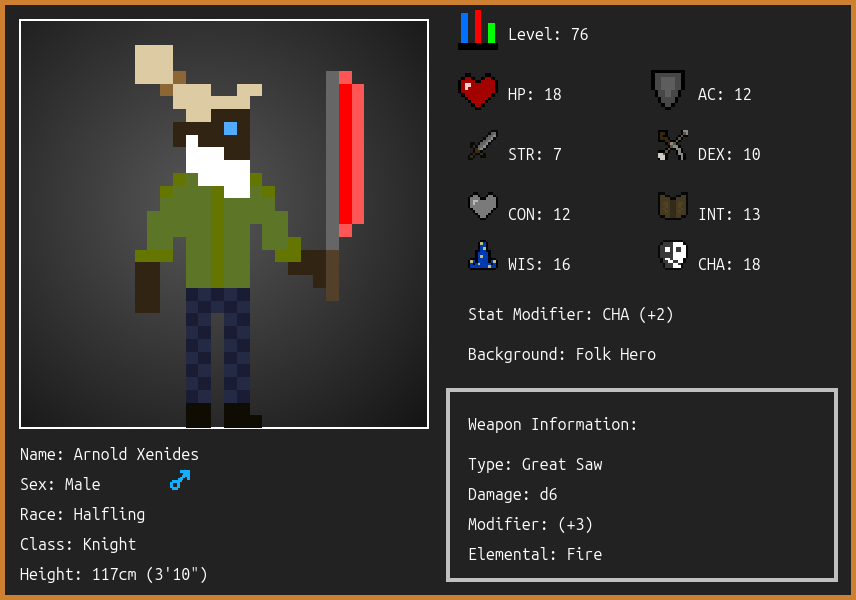 Level: 76
HP: 18
AC: 12
STR: 7
DEX: 10
CON: 12
INT: 13
WIS: 16
CHA: 18
Stat Modifier: CHA (+2)
Background: Folk Hero
Weapon Information:
Type: Great Saw
Damage: d6
Modifier: (+3)
Elemental: Fire
Name: Arnold Xenides
Sex: Male
Race: Halfling
Class: Knight
Height: 117cm (3'10")